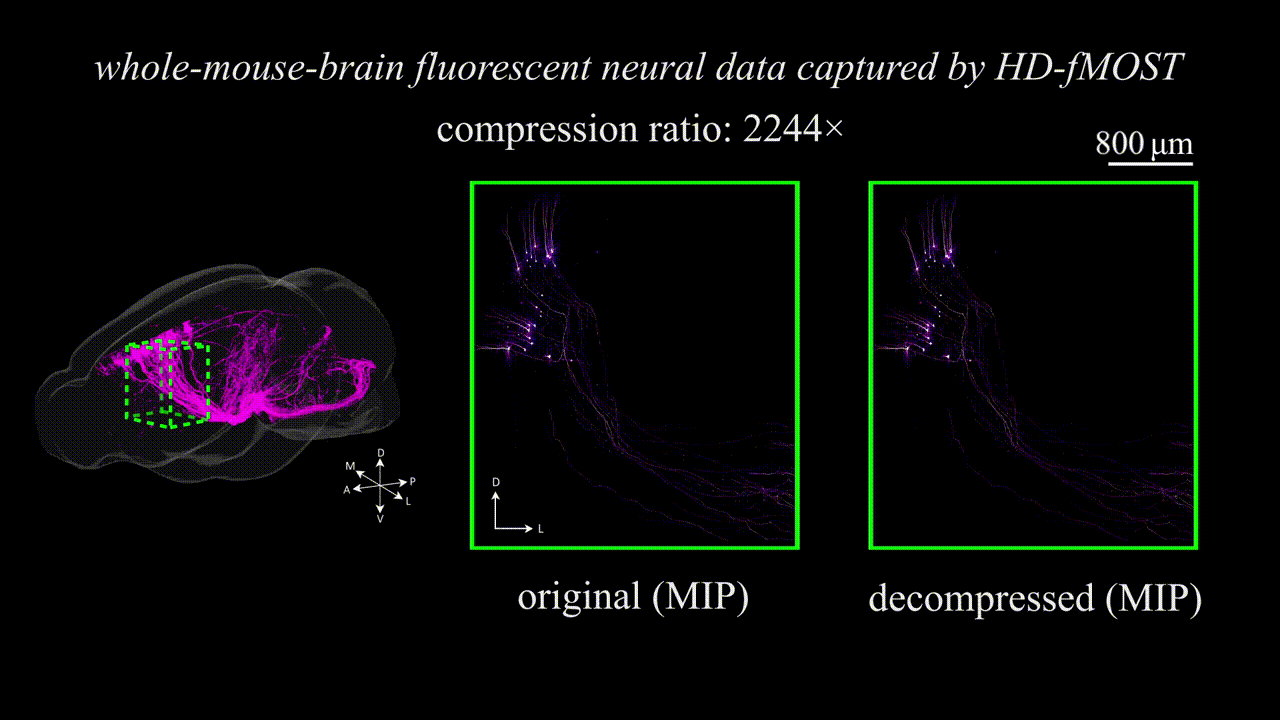 whole-mouse-brain fluorescent neural data captured by HD-fMOST
compression ratio: 2244×
800 μm
D
M
P
A
L
V
D
L
original (MIP)
decompressed (MIP)